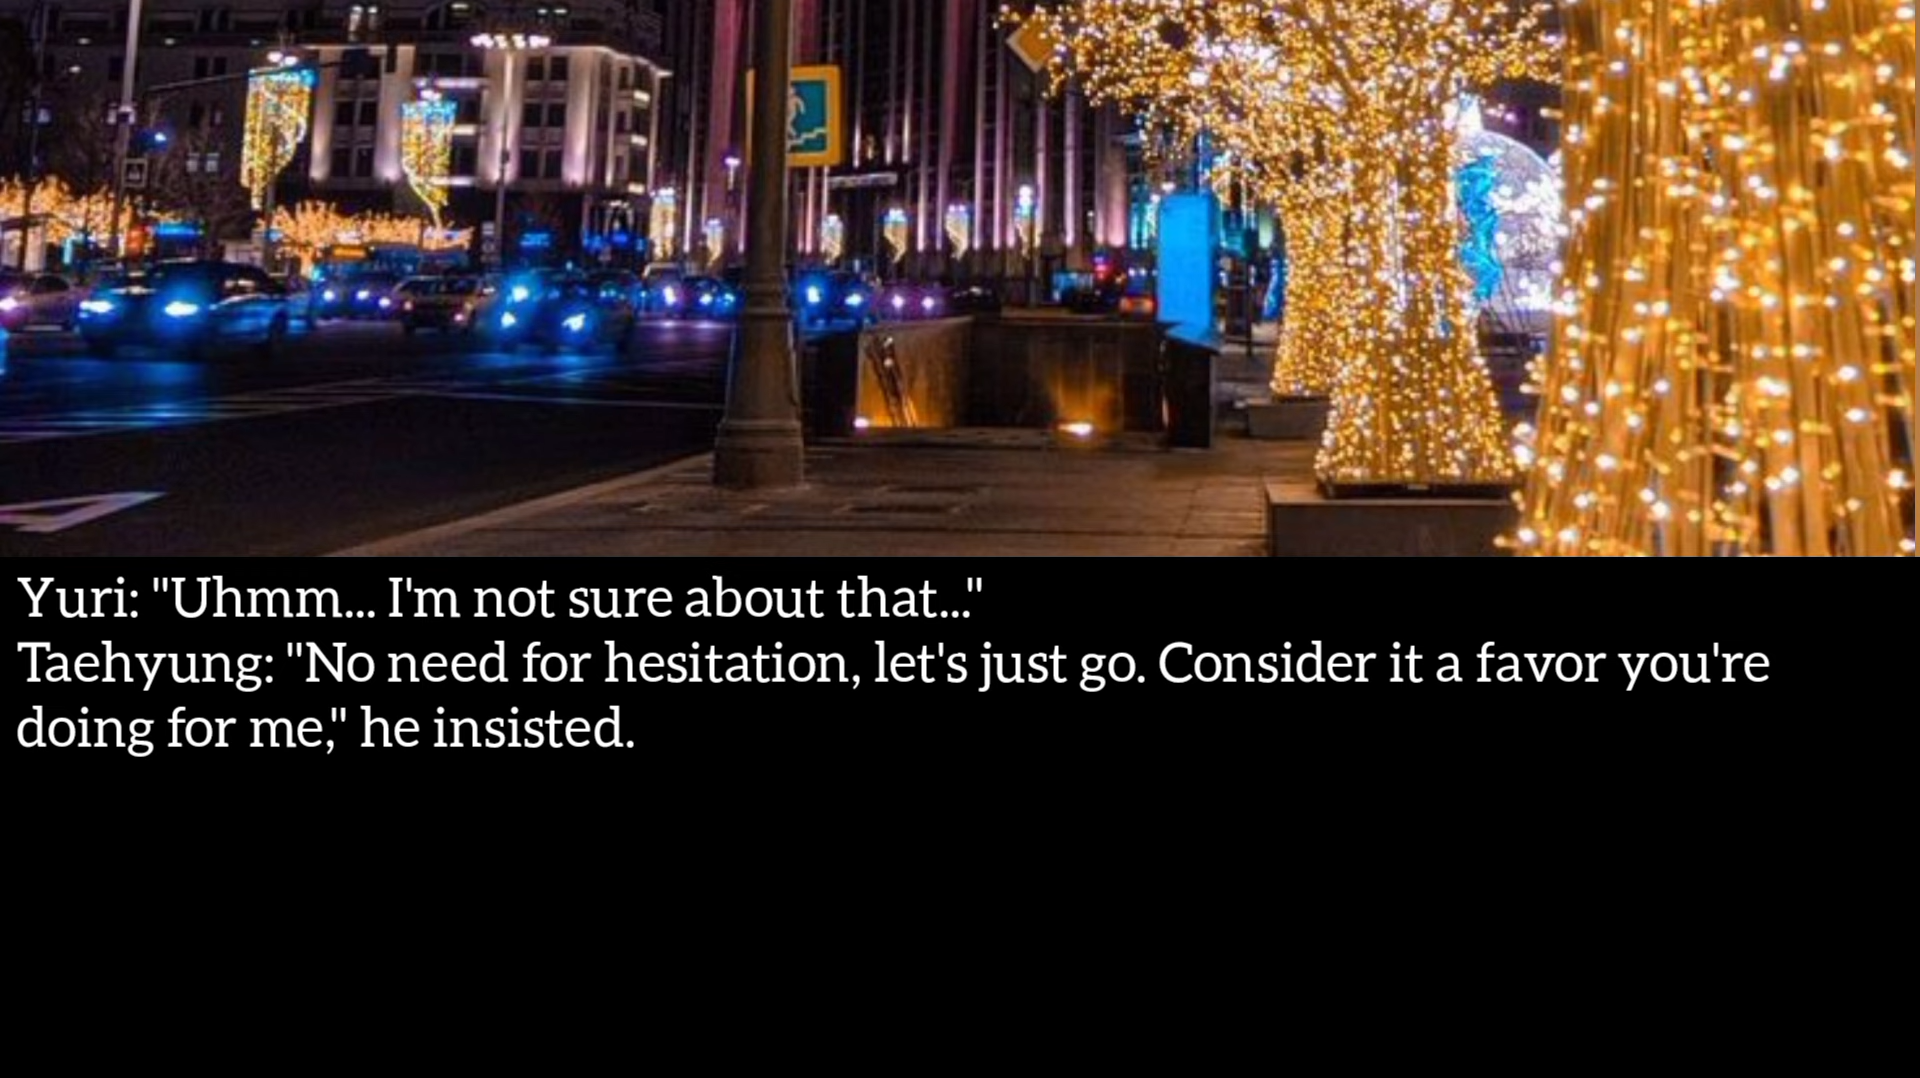 Yuri: "Uhmm... I'm not sure about that..."
Taehyung: "No need for hesitation, let's just go. Consider it a favor you're
doing for me," he insisted.